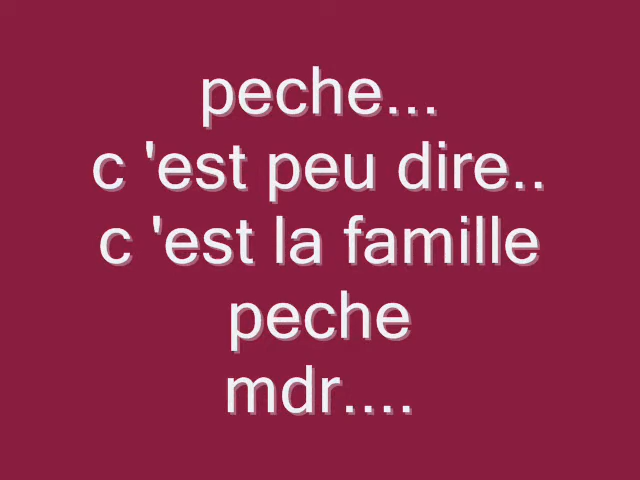 peche...
c 'est peu dire..
c 'est la famille
peche
mdr....